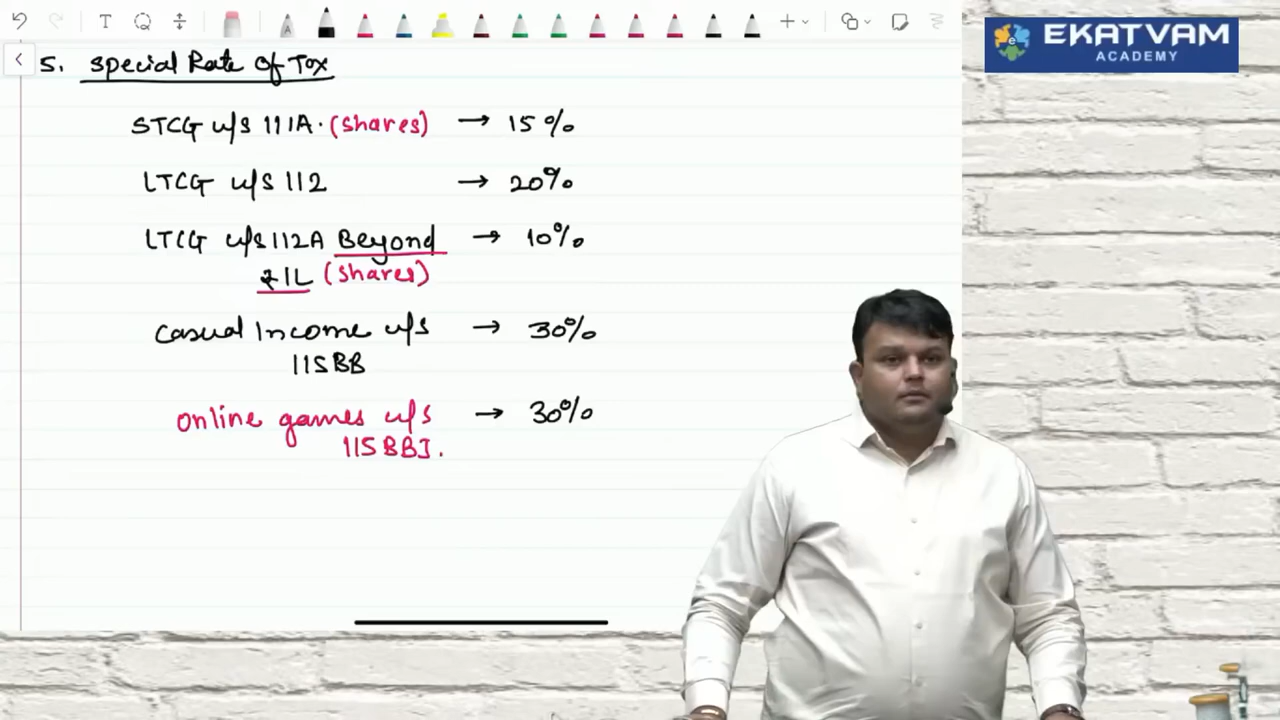 EKATVAM
ACADEMY
5. Special Rate Of Tax
STCG u/s 111A. (Shares) → 15%
LTCG u/s 112 → 20%
LTCG u/s 112A Beyond → 10%
₹1L (Shares)
Casual Income u/s → 30%
115BB
Online games u/s → 30%
115BBJ.